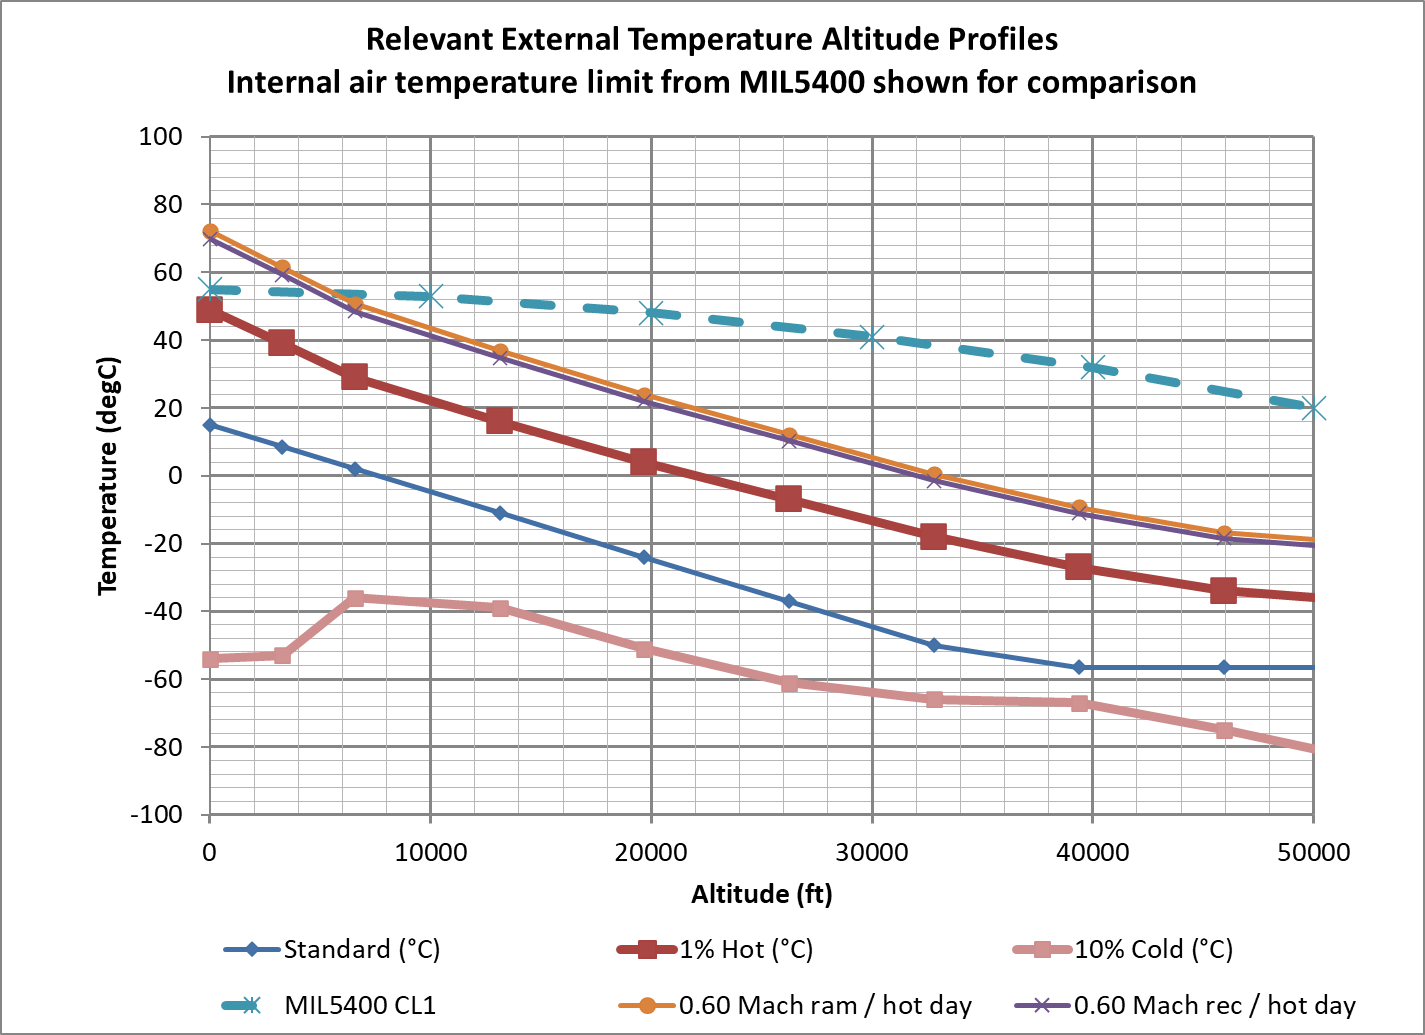 Relevant External Temperature Altitude Profiles
Internal air temperature limit from MIL5400 shown for comparison
100
80
60
40
20
0
-20
-40
-60
-80
-100
Temperature (degC)
0 10000 20000 30000 40000 50000
Altitude (ft)
Standard (°C) 1% Hot (°C) 10% Cold (°C)
MIL5400 CL1 0.60 Mach ram / hot day 0.60 Mach rec / hot day